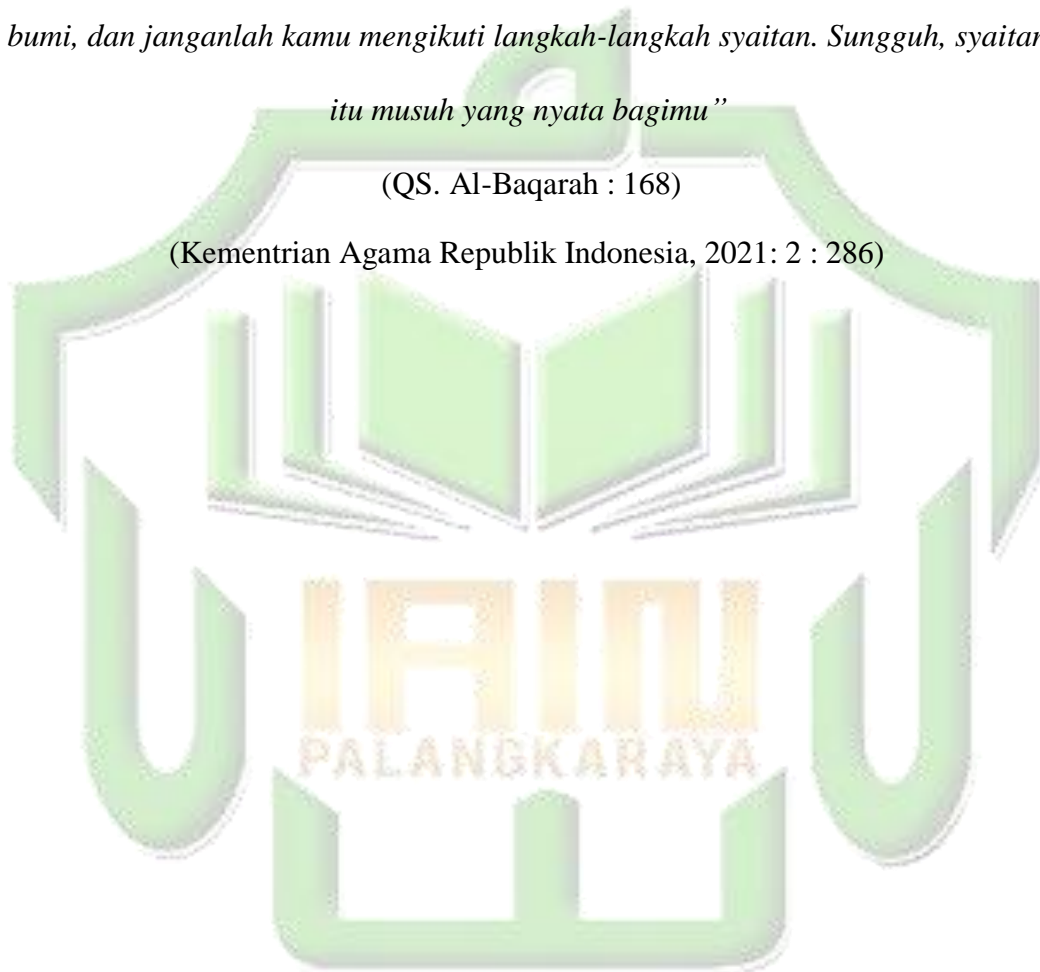 bumi, dan janganlah kamu mengikuti langkah-langkah syaitan. Sungguh, syaitan
itu musuh yang nyata bagimu”
(QS. Al-Baqarah : 168)
(Kementrian Agama Republik Indonesia, 2021: 2 : 286)
IAIN
PALANGKARAYA